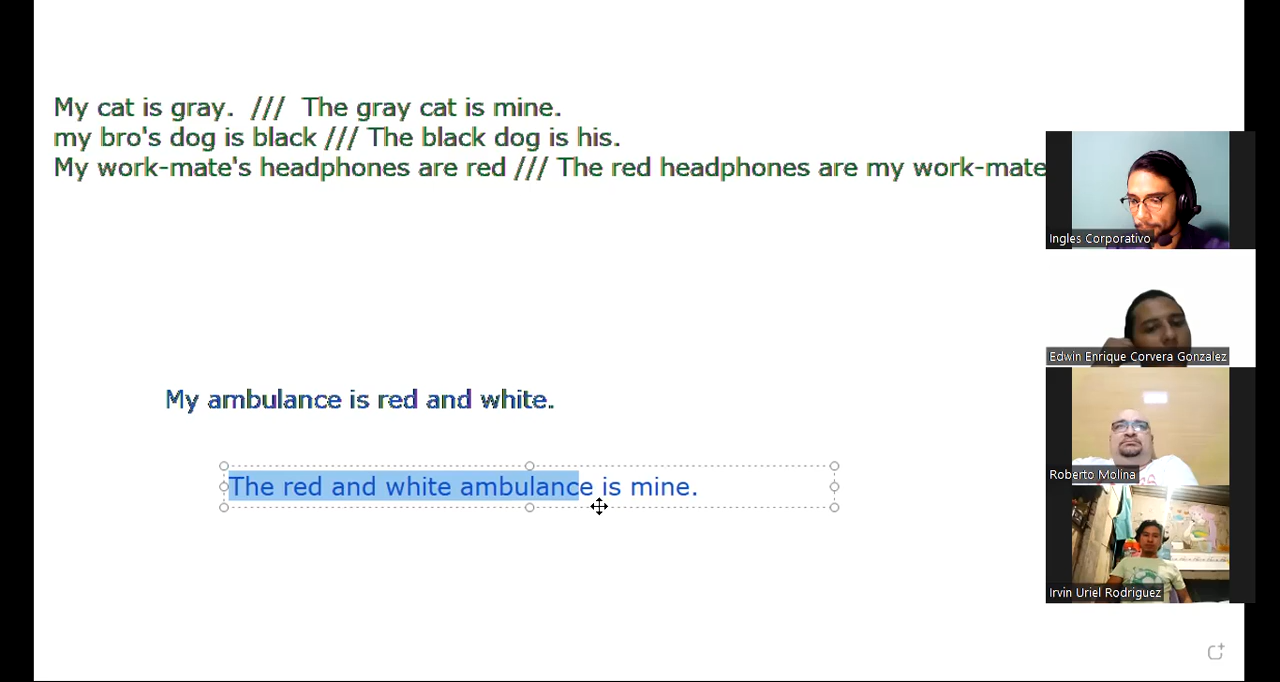 My cat is gray.  ///  The gray cat is mine.
my bro's dog is black /// The black dog is his.
My work-mate's headphones are red /// The red headphones are my work-mate
Ingles Corporativo
Edwin Enrique Corvera Gonzalez
My ambulance is red and white.
Roberto Molina
The red and white ambulance is mine.
Irvin Uriel Rodriguez